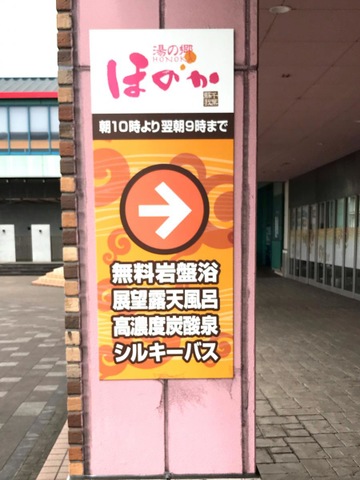 湯の郷
HONOKA
ほのか
朝10時より翌朝9時まで
無料岩盤浴
展望露天風呂
高濃度炭酸泉
シルキーバス